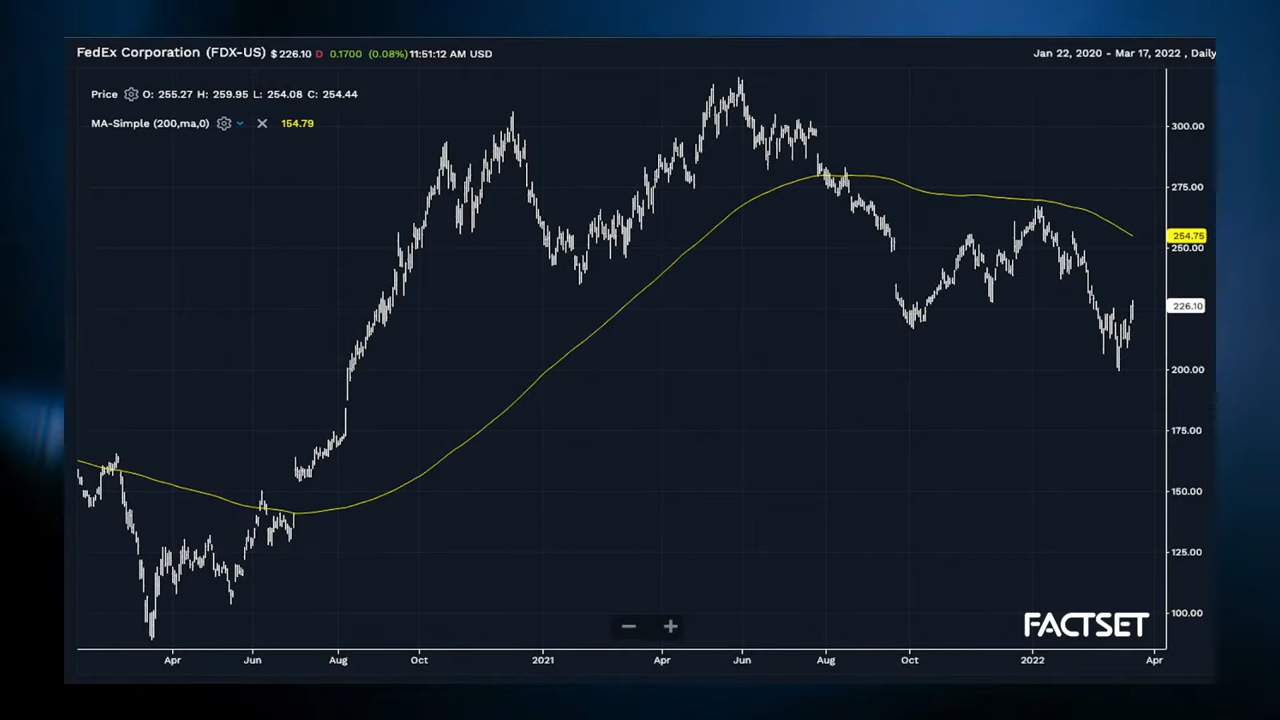 FedEx Corporation (FDX-US) $ 226.10 D 0.1700 (0.08%) 11:51:12 AM USD
Jan 22, 2020 - Mar 17, 2022 , Daily
Price O: 255.27 H: 259.95 L: 254.08 C: 254.44
MA-Simple (200,ma,0) 154.79
300.00
275.00
254.75
250.00
226.10
200.00
175.00
150.00
125.00
100.00
FACTSET
Apr Jun Aug Oct 2021 Apr Jun Aug Oct 2022 Apr